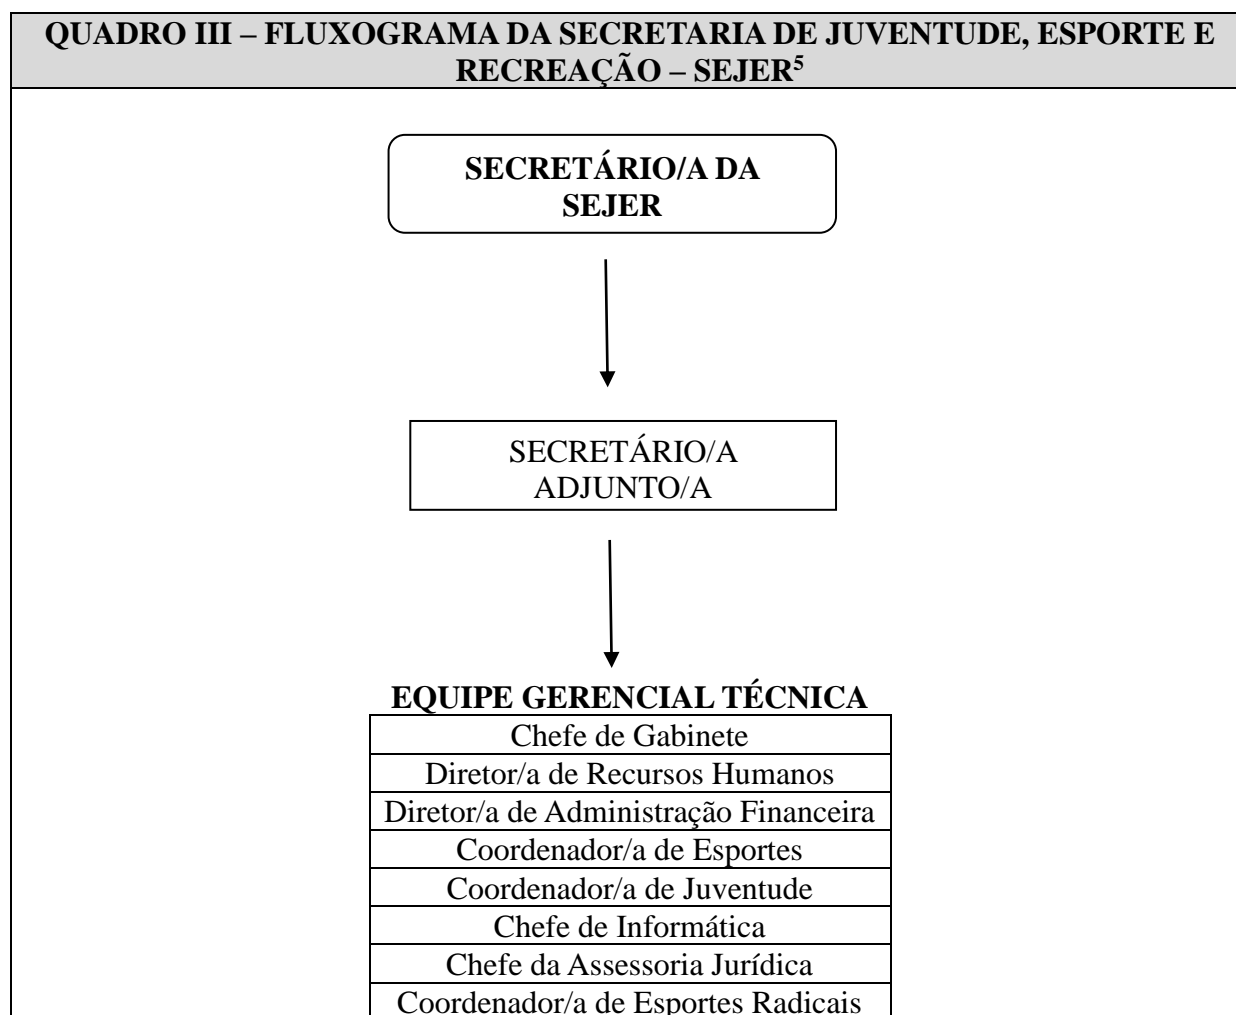 QUADRO III – FLUXOGRAMA DA SECRETARIA DE JUVENTUDE, ESPORTE E
RECREAÇÃO – SEJER⁵
SECRETÁRIO/A DA
SEJER
SECRETÁRIO/A
ADJUNTO/A
EQUIPE GERENCIAL TÉCNICA
Chefe de Gabinete
Diretor/a de Recursos Humanos
Diretor/a de Administração Financeira
Coordenador/a de Esportes
Coordenador/a de Juventude
Chefe de Informática
Chefe da Assessoria Jurídica
Coordenador/a de Esportes Radicais